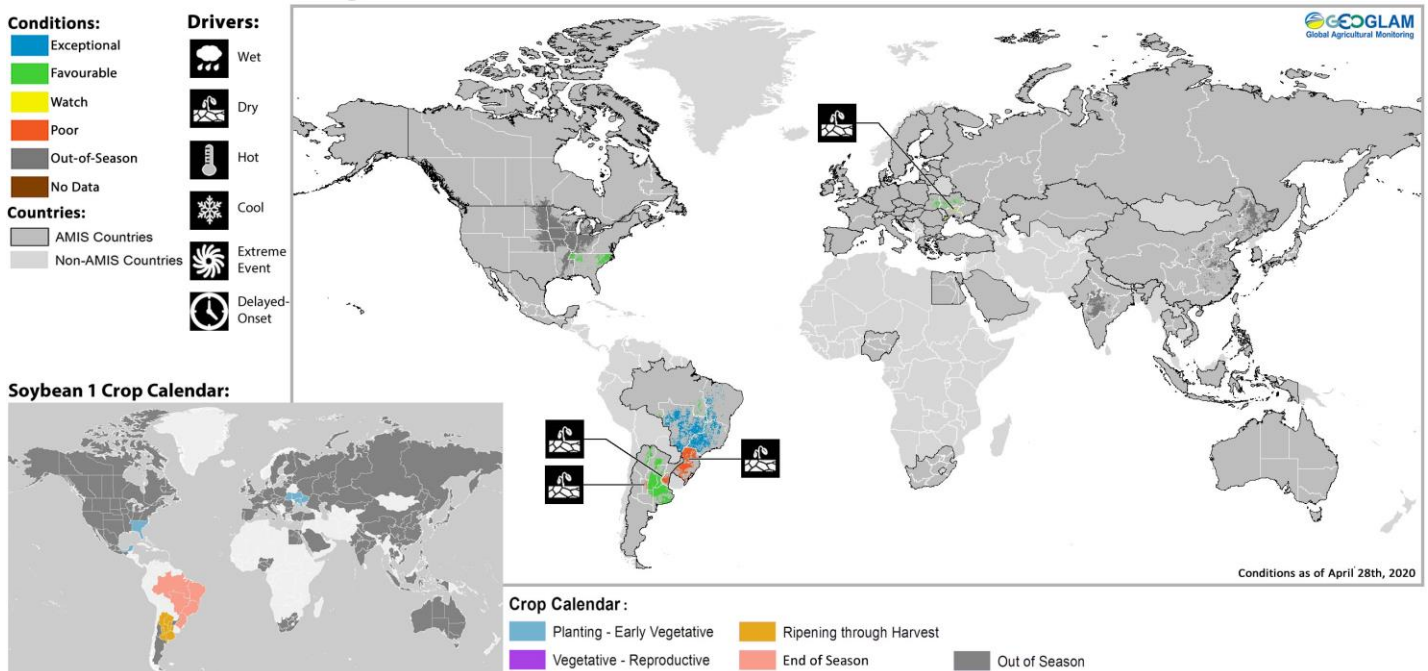 Conditions:
Exceptional
Favourable
Watch
Poor
Out-of-Season
No Data
Countries:
AMIS Countries
Non-AMIS Countries
Drivers:
Wet
Dry
Hot
Cool
Extreme
Event
Delayed-
Onset
GEOGLAM
Global Agricultural Monitoring
Conditions as of April 28th, 2020
Soybean 1 Crop Calendar:
Crop Calendar :
Planting - Early Vegetative
Ripening through Harvest
Vegetative - Reproductive
End of Season
Out of Season